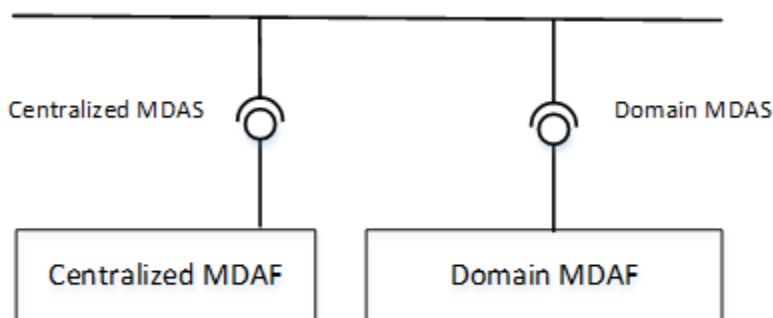 Centralized MDAS
Domain MDAS
Centralized MDAF
Domain MDAF